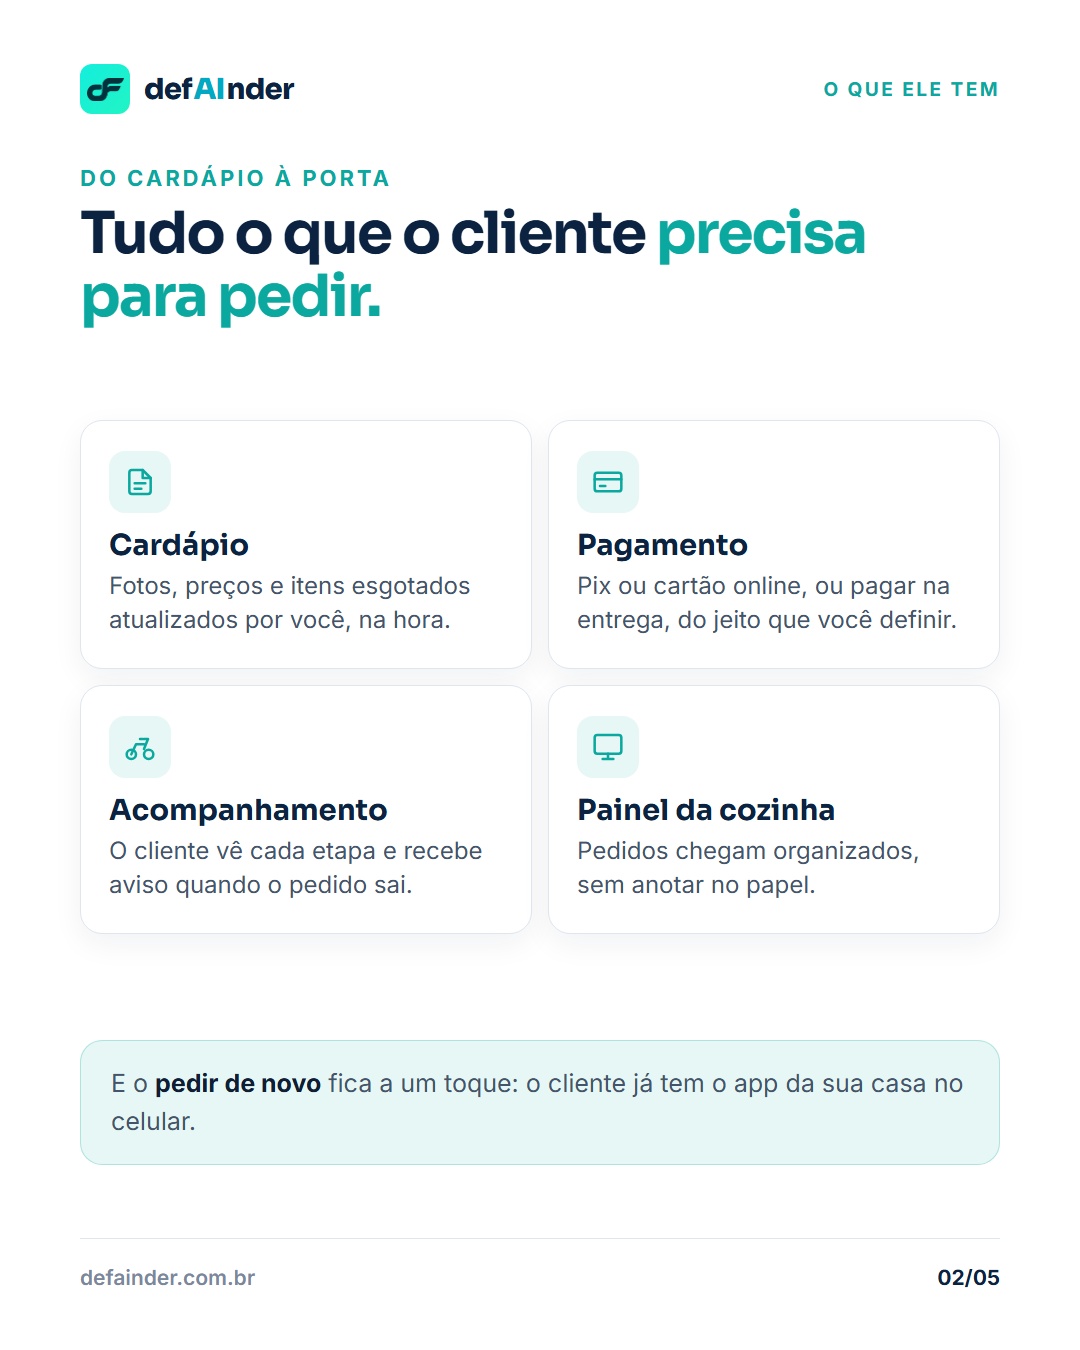 defAInder
O QUE ELE TEM
DO CARDÁPIO À PORTA
Tudo o que o cliente precisa
para pedir.
Cardápio
Fotos, preços e itens esgotados
atualizados por você, na hora.
Pagamento
Pix ou cartão online, ou pagar na
entrega, do jeito que você definir.
Acompanhamento
O cliente vê cada etapa e recebe
aviso quando o pedido sai.
Painel da cozinha
Pedidos chegam organizados,
sem anotar no papel.
E o pedir de novo fica a um toque: o cliente já tem o app da sua casa no
celular.
defainder.com.br
02/05